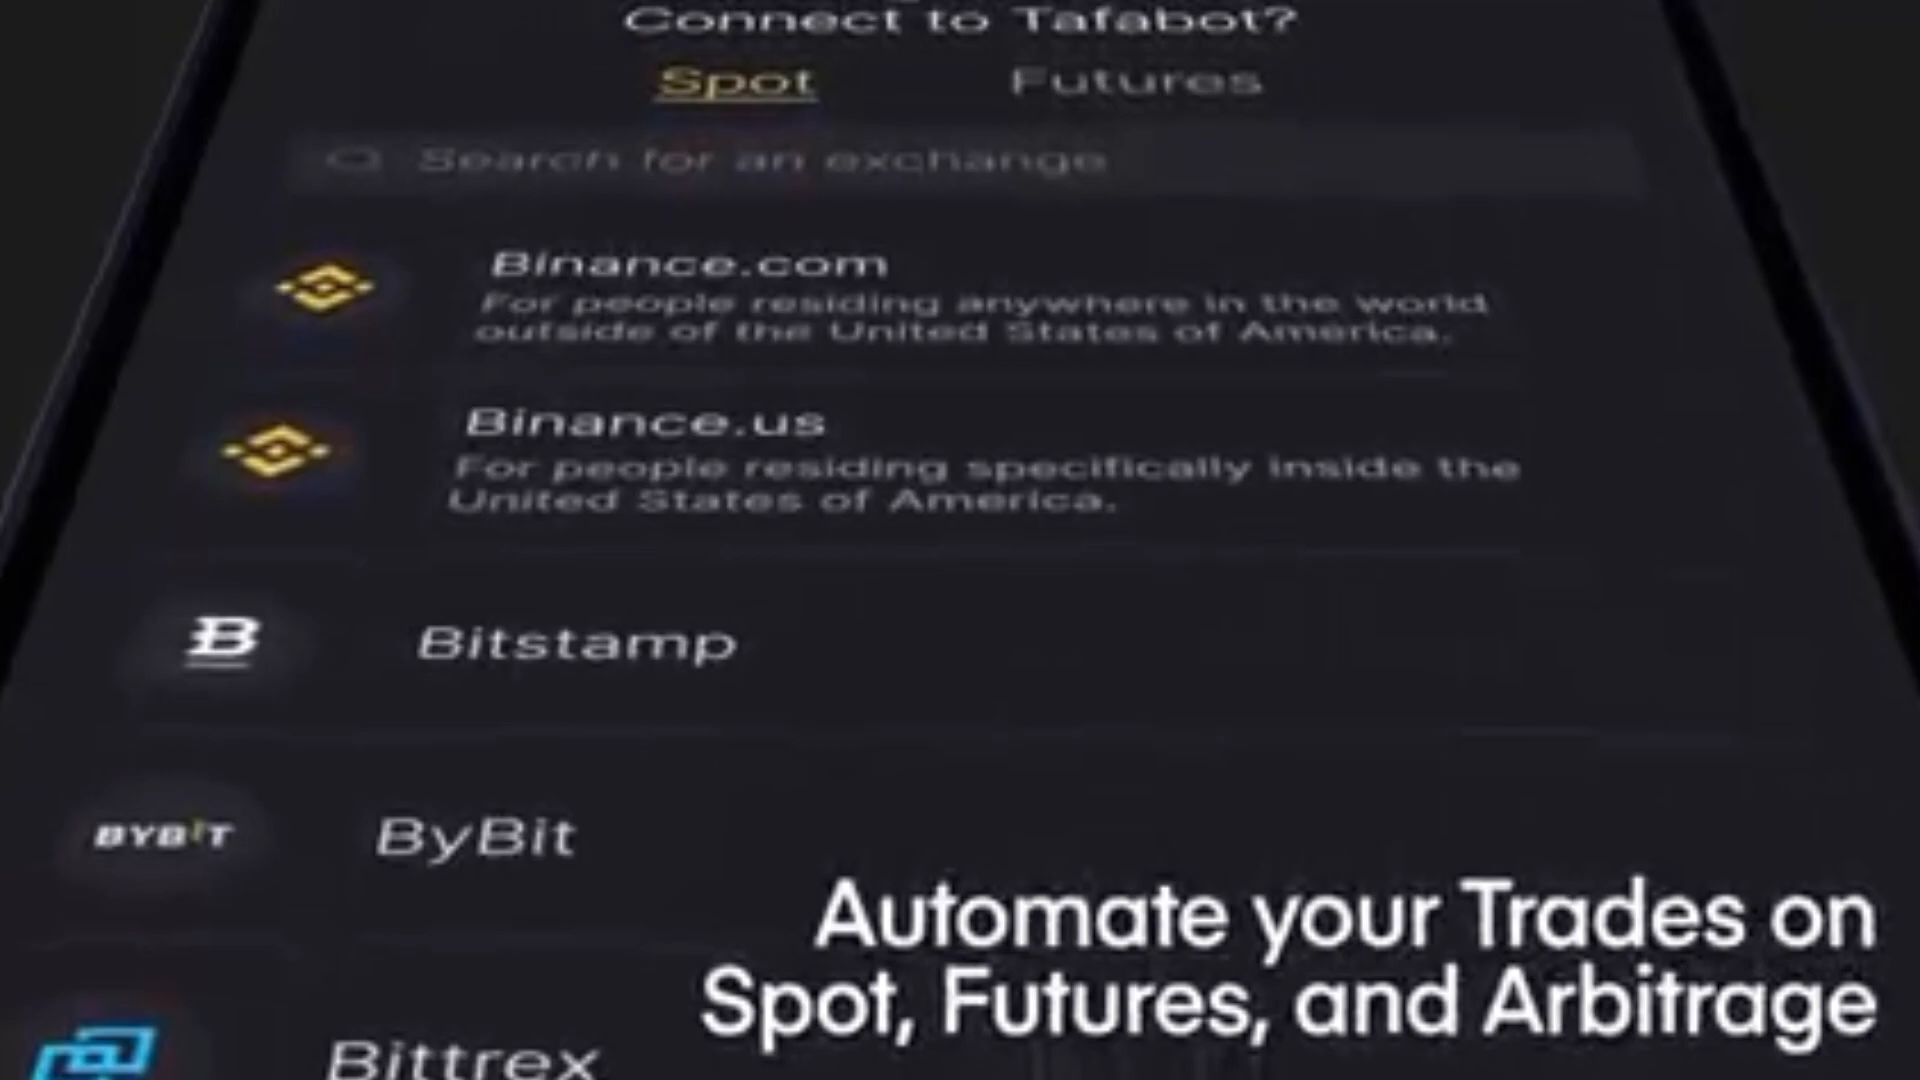 Connect to Tafabot?
Spot Futures
Search for an exchange
Binance.com
For people residing anywhere in the world
outside of the United States of America.
Binance.us
For people residing specifically inside the
United States of America.
Bitstamp
BYBIT ByBit
Automate your Trades on
Spot, Futures, and Arbitrage
Bittrex